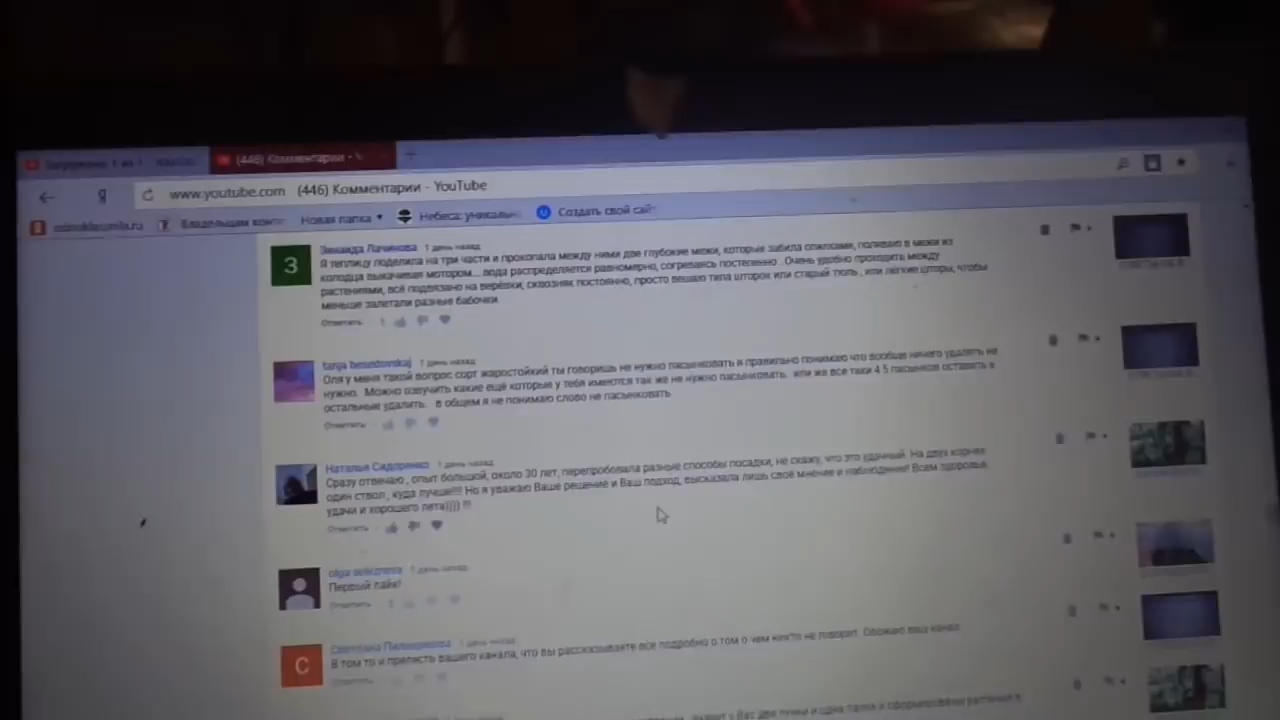 (446) Комментарии -
www.youtube.com (446) Комментарии - YouTube
Владельцам конт
Новая папка
Небеса: уникальн
Создать свой сайт
З
Зинаида Лачинова 1 день назад
Я теплицу поделила на три части и прокопала между ними две глубокие межи, которые забила опилками, поливаю в межи из
колодца выкачивая мотором.... вода распределяется равномерно, согреваясь постепенно. Очень удобно проходить между
растениями, всё подвязано на верёвки, сквозняк постоянно, просто вешаю типа шторок или старый тюль, или лёгкие шторы, чтобы
меньше залетали разные бабочки.
Ответить 1
1 день назад
Оля у меня такой вопрос сорт жаростойкий ты говоришь не нужно пасынковать я правильно понимаю что вообще ничего удалять не
нужно. Можно озвучить какие ещё которые у тебя имеются так же не нужно пасынковать. или же все таки 4 5 пасынков оставить а
остальные удалить. в общем я не понимаю слово не пасынковать
Ответить
Наталья Сидоренко 1 день назад
Сразу отвечаю, опыт большой, около 30 лет, перепробовала разные способы посадки, не скажу, что это удачный. На двух корнях
один ствол, куда лучше!!!! Но я уважаю Ваше решение и Ваш подход, высказала лишь своё мнение и наблюдение! Всем здоровья,
удачи и хорошего лета)))) !!!
Ответить
olga selezneva 1 день назад
Первый лайк!
Ответить
С
Светлана 1 день назад
В том то и прелесть вашего канала, что вы рассказываете все подробно о том о чем никто не говорит. Обожаю ваш канал.
Ответить